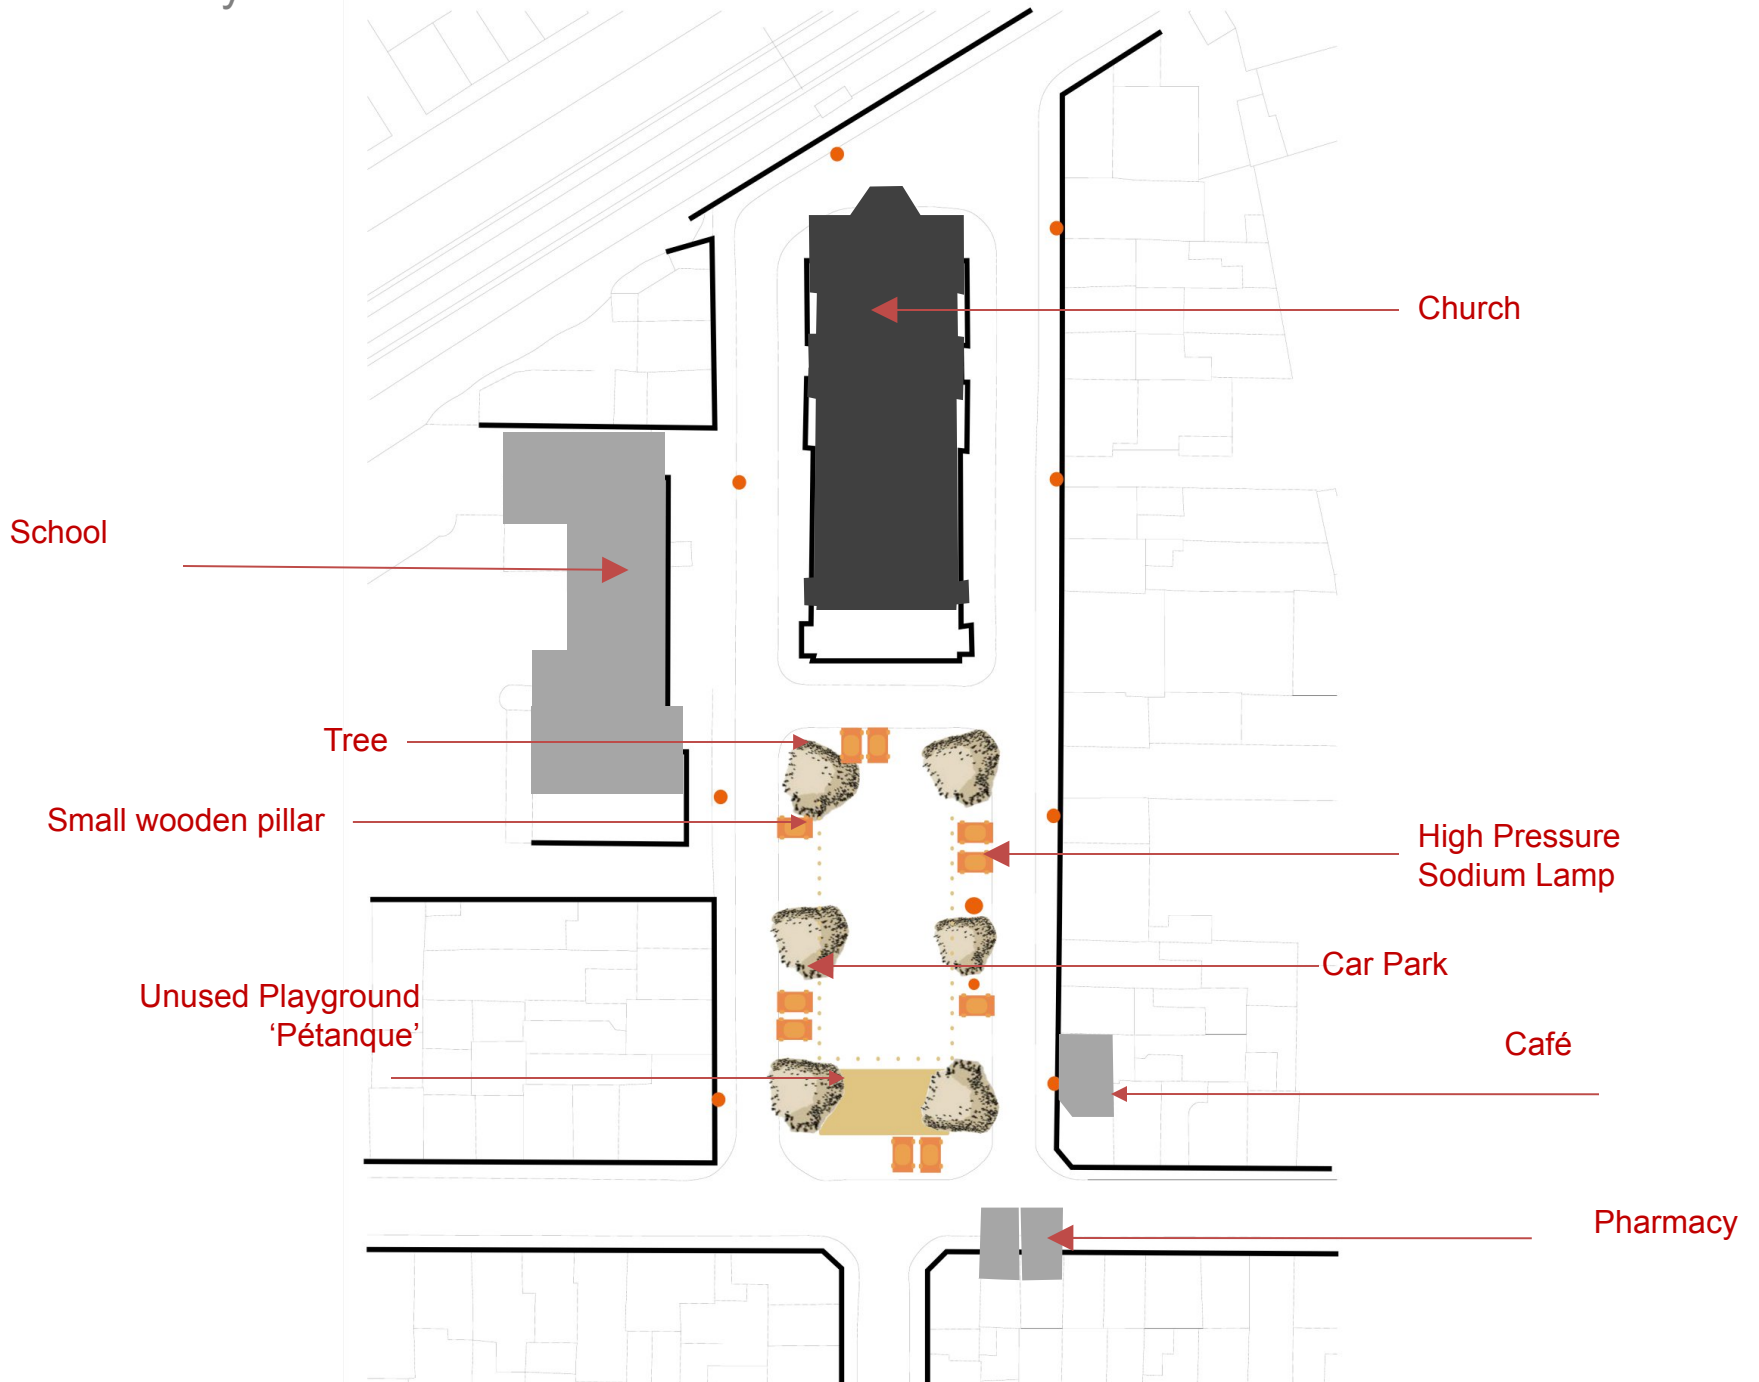 Church
School
Tree
Small wooden pillar
High Pressure
Sodium Lamp
Car Park
Unused Playground
‘Pétanque’
Café
Pharmacy